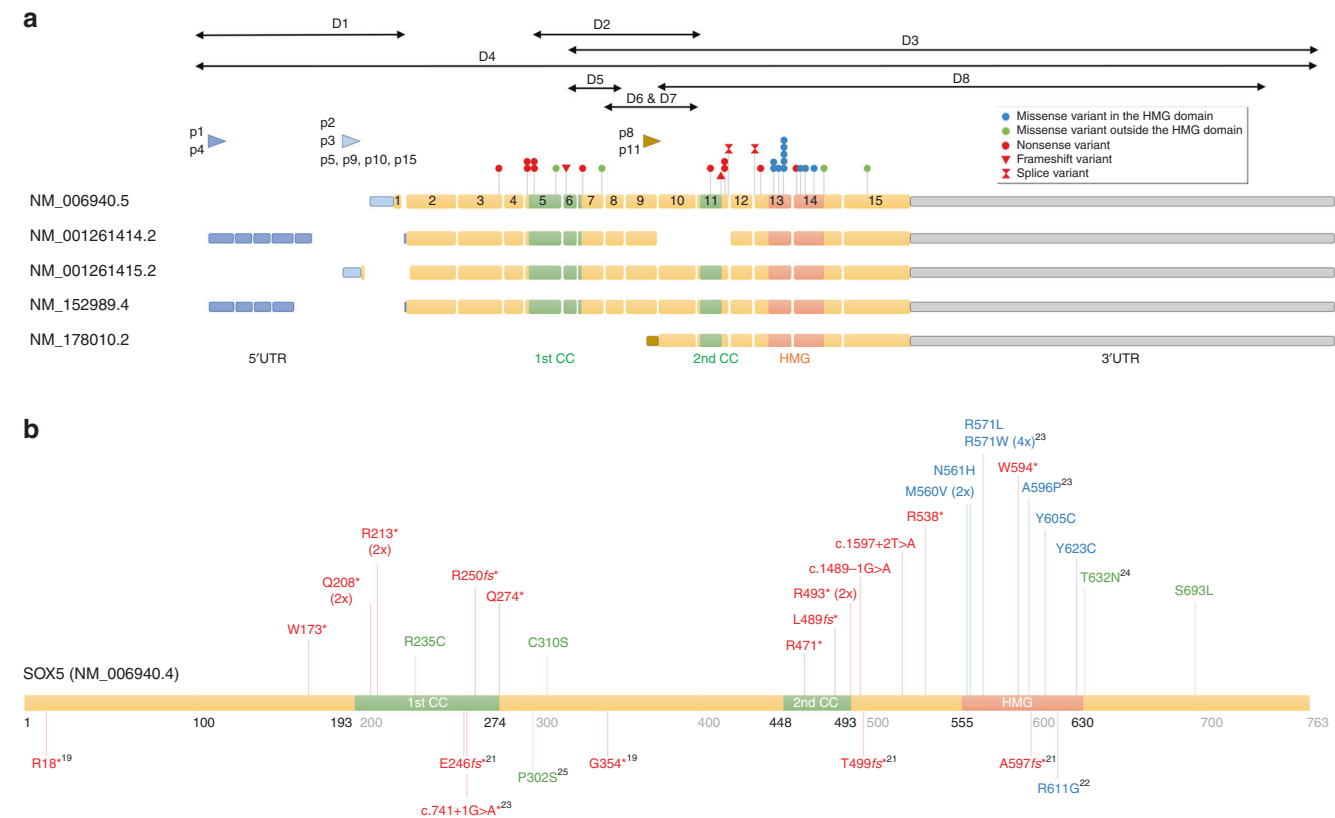 a
D1
D2
D3
D4
D5
D8
D6 & D7
p1
p4
p2
p3
p5, p9, p10, p15
p8
p11
Missense variant in the HMG domain
Missense variant outside the HMG domain
Nonsense variant
Frameshift variant
Splice variant
NM_006940.5
1 2 3 4 5 6 7 8 9 10 11 12 13 14 15
NM_001261414.2
NM_001261415.2
NM_152989.4
NM_178010.2
5′UTR 1st CC 2nd CC HMG 3′UTR
b
R571L
R571W (4x)23
N561H
W594*
M560V (2x)
A596P23
R538*
Y605C
R213*
(2x)
c.1597+2T>A
Y623C
c.1489–1G>A
R250fs*
Q208*
(2x)
T632N24
Q274*
R493* (2x)
S693L
L489fs*
W173*
R235C
C310S
R471*
SOX5 (NM_006940.4)
1st CC 2nd CC HMG
1 100 193 200 274 300 400 448 493 500 555 600 630 700 763
R18*19
E246fs*21
G354*19
T499fs*21
A597fs*21
P302S25
R611G22
c.741+1G>A*23